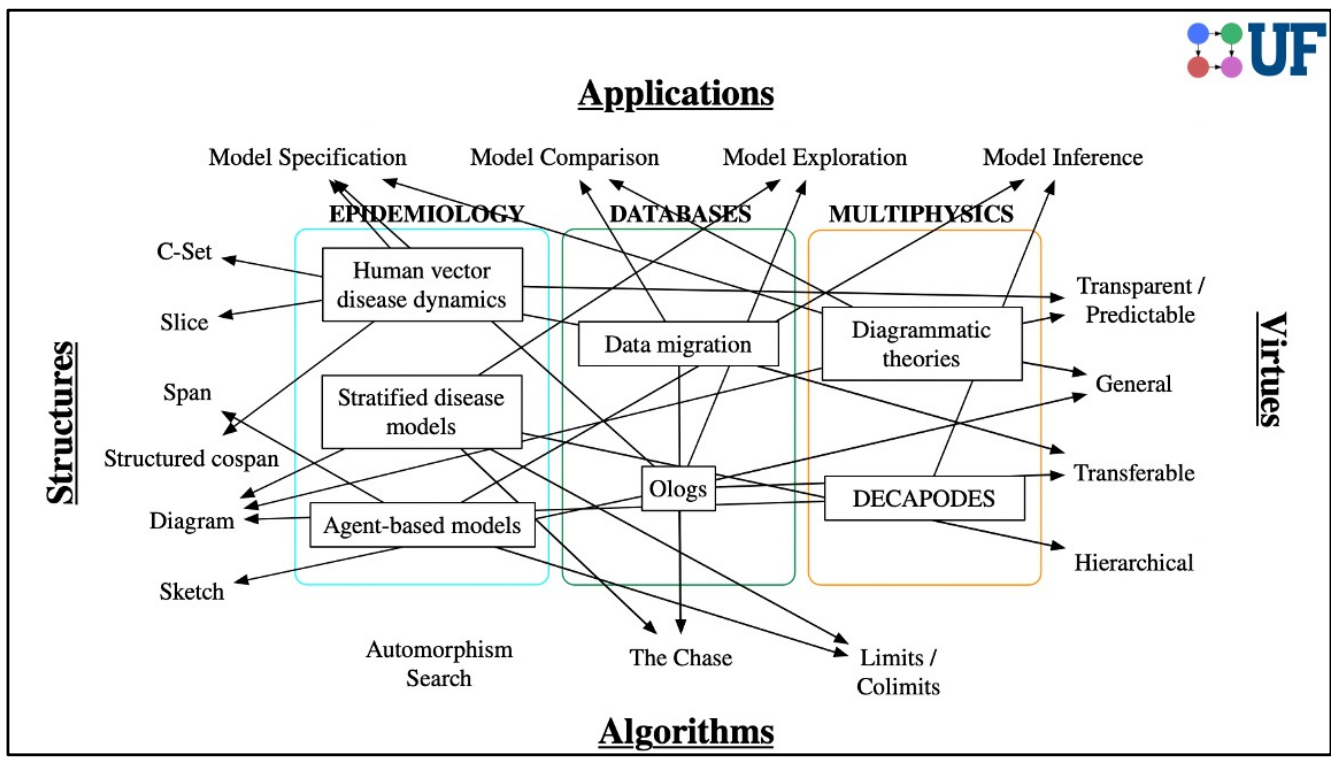 UF
Applications
Model Specification
Model Comparison
Model Exploration
Model Inference
EPIDEMIOLOGY
DATABASES
MULTIPHYSICS
Structures
C-Set
Slice
Span
Structured cospan
Diagram
Sketch
Human vector
disease dynamics
Stratified disease
models
Agent-based models
Data migration
Ologs
Diagrammatic
theories
DECAPODES
Transparent /
Predictable
General
Transferable
Hierarchical
Virtues
Automorphism
Search
The Chase
Limits /
Colimits
Algorithms